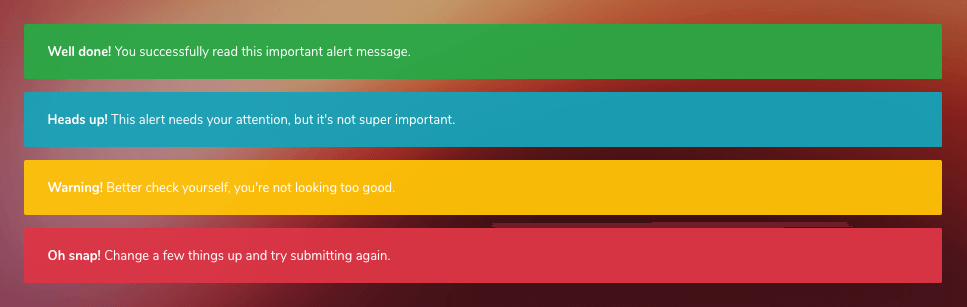 Well done! You successfully read this important alert message.
Heads up! This alert needs your attention, but it's not super important.
Warning! Better check yourself, you're not looking too good.
Oh snap! Change a few things up and try submitting again.